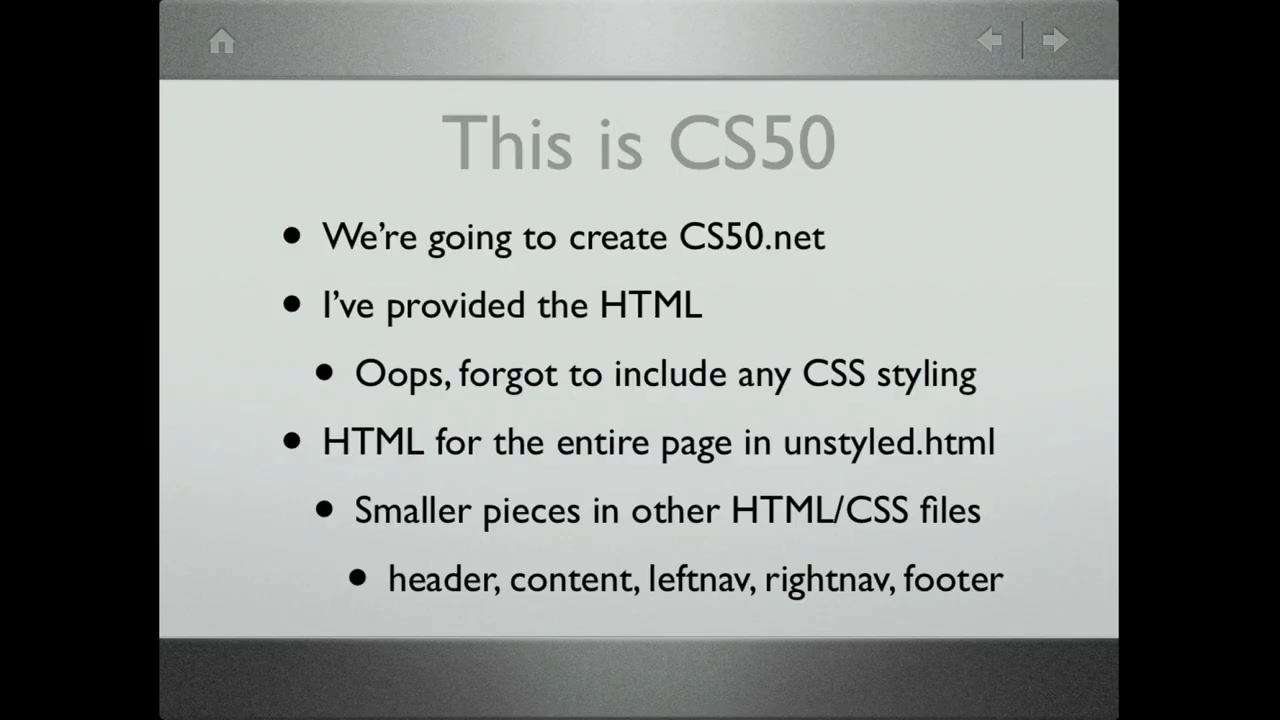 This is CS50
• We're going to create CS50.net
• I've provided the HTML
• Oops, forgot to include any CSS styling
• HTML for the entire page in unstyled.html
• Smaller pieces in other HTML/CSS files
• header, content, leftnav, rightnav, footer